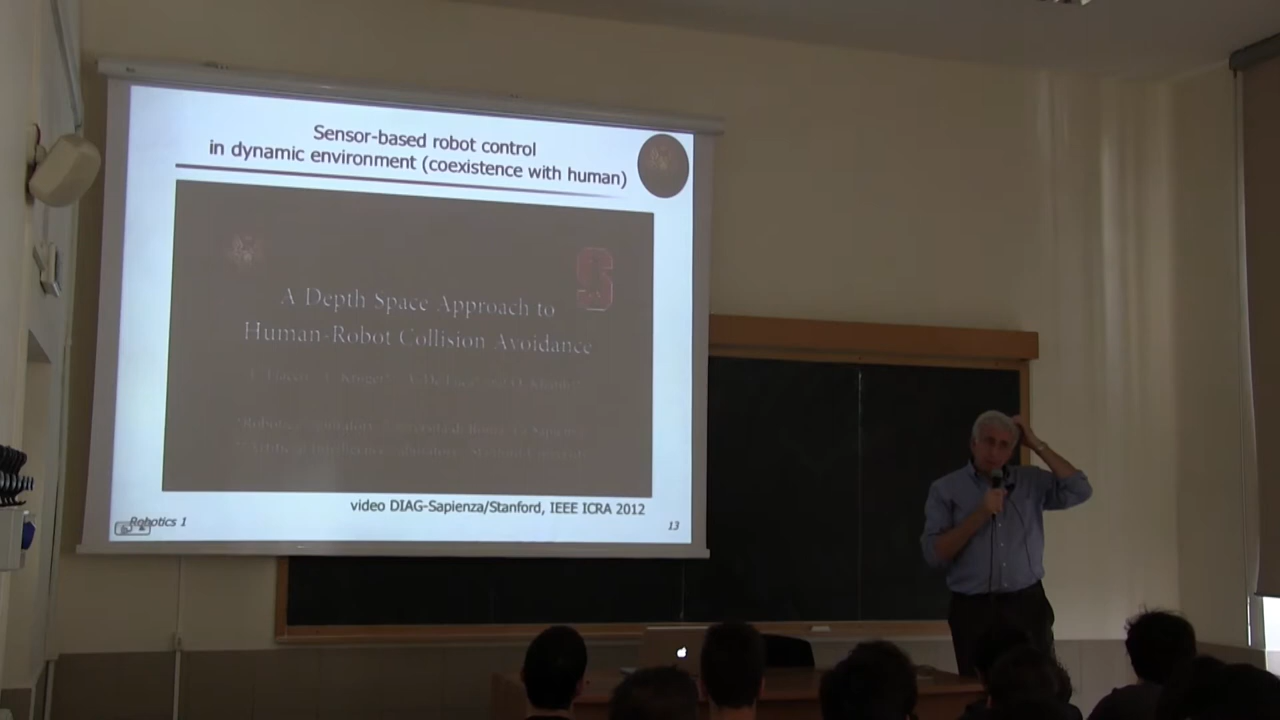 Sensor-based robot control
in dynamic environment (coexistence with human)
S
A Depth Space Approach to
Human-Robot Collision Avoidance
video DIAG-Sapienza/Stanford, IEEE ICRA 2012
Robotics 1
13